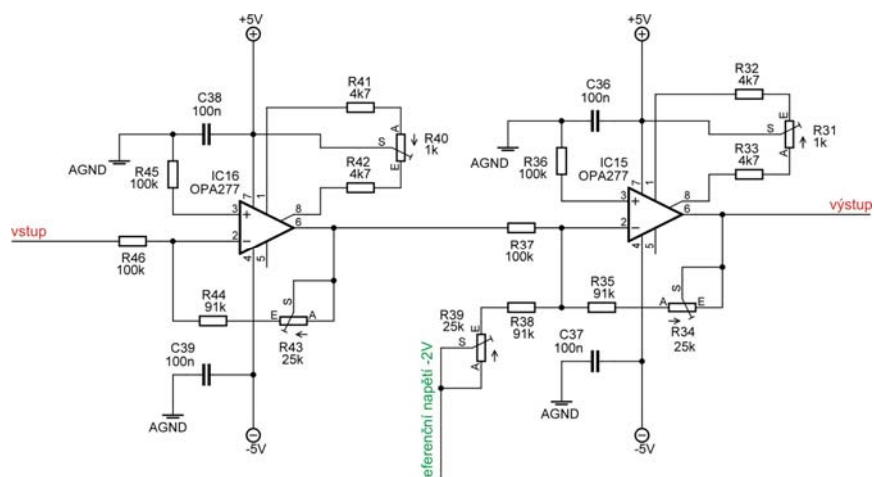 +5V
+5V
R41
4k7
R32
4k7
C38
100n
C36
100n
A
S
R40
1k
E
E
S
R31
1k
A
AGND
R45
100k
IC16
OPA277
R42
4k7
AGND
R36
100k
IC15
OPA277
R33
4k7
7
1
8
3
+
6
2
−
4
5
7
1
8
3
+
6
2
−
4
5
vstup
výstup
R46
100k
R37
100k
R44
91k
S
E
A
R43
25k
R39
25k
E
S
A
R38
91k
R35
91k
S
A
E
R34
25k
C39
100n
C37
100n
AGND
AGND
-5V
-5V
eferenční napětí -2V